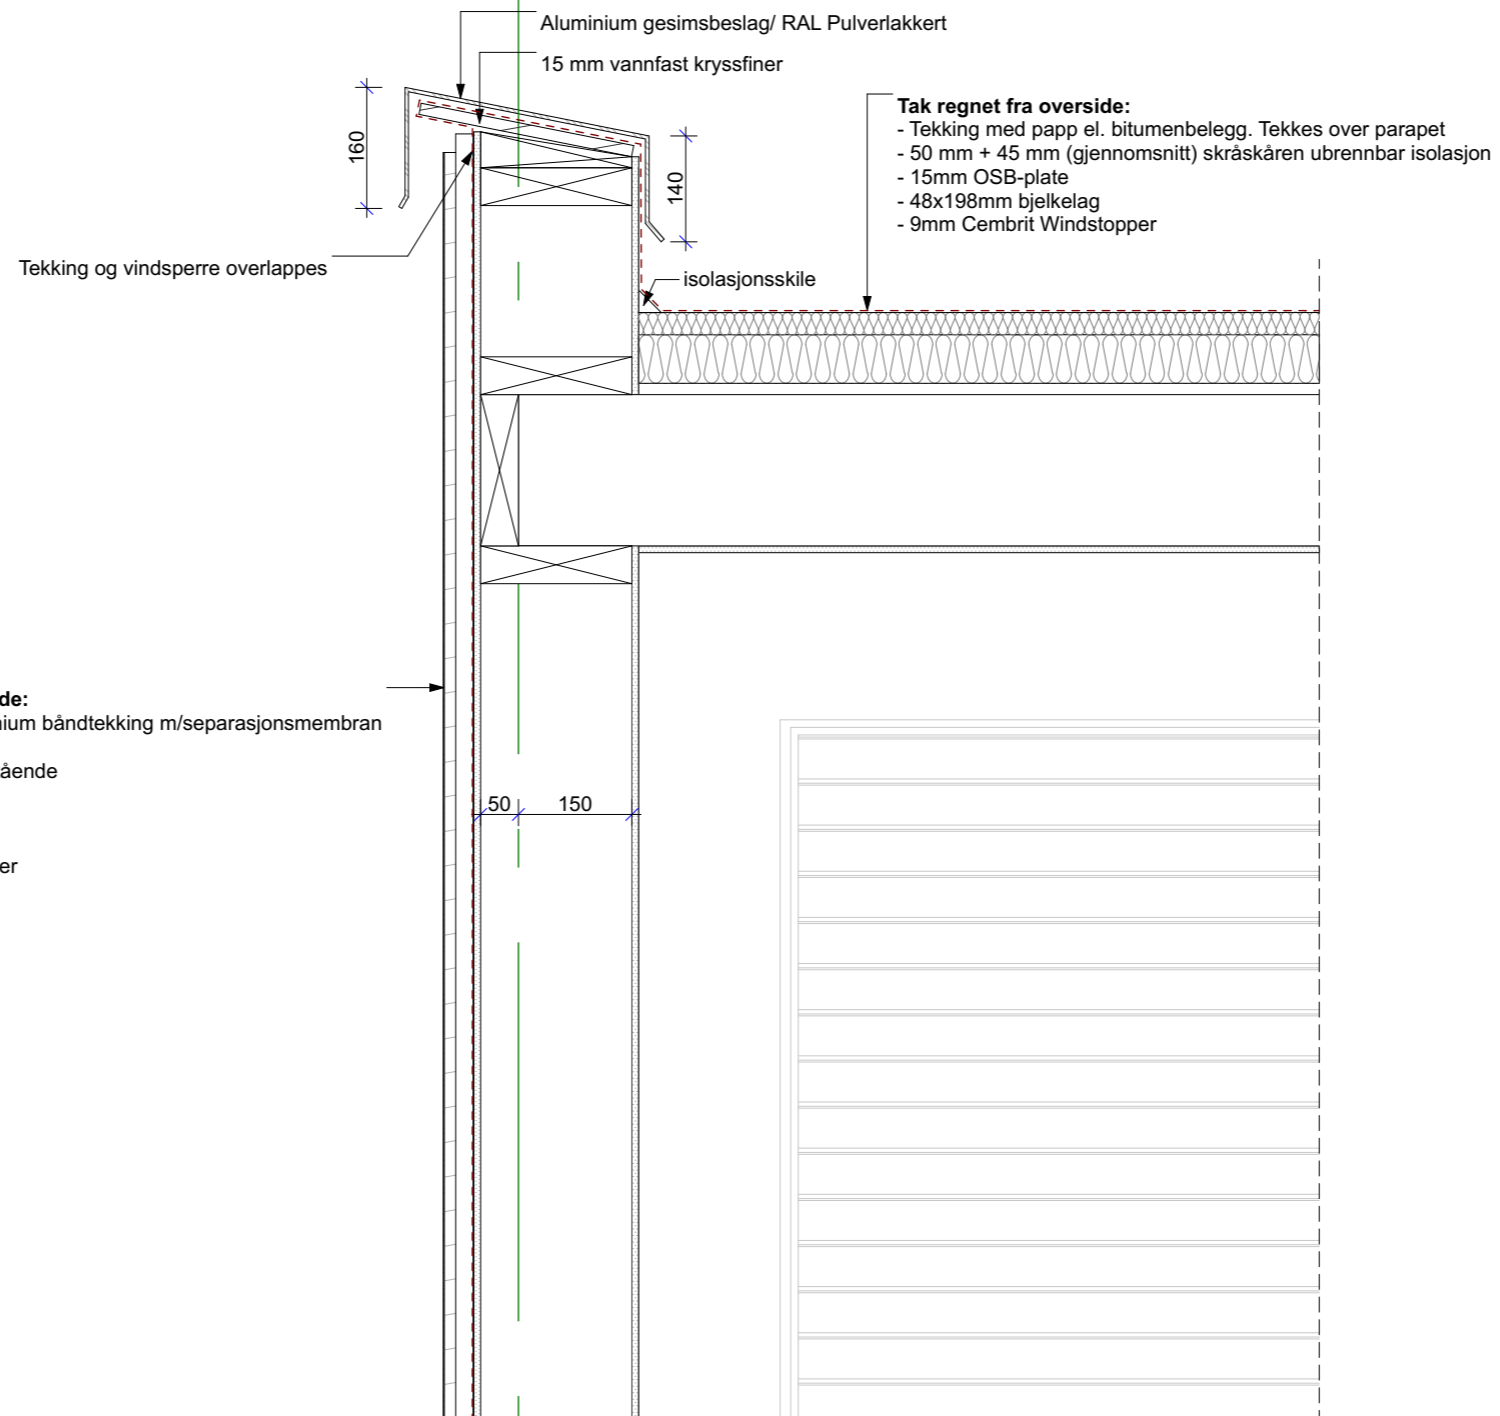 Aluminium gesimsbeslag/ RAL Pulverlakkert
15 mm vannfast kryssfiner
Tak regnet fra overside:
- Tekking med papp el. bitumenbelegg. Tekkes over parapet
- 50 mm + 45 mm (gjennomsnitt) skråskåren ubrennbar isolasjon
- 15mm OSB-plate
- 48x198mm bjelkelag
- 9mm Cembrit Windstopper
160
140
Tekking og vindsperre overlappes
isolasjonsskile
de:
nium båndtekking m/separasjonsmembran
ående
50
150
er